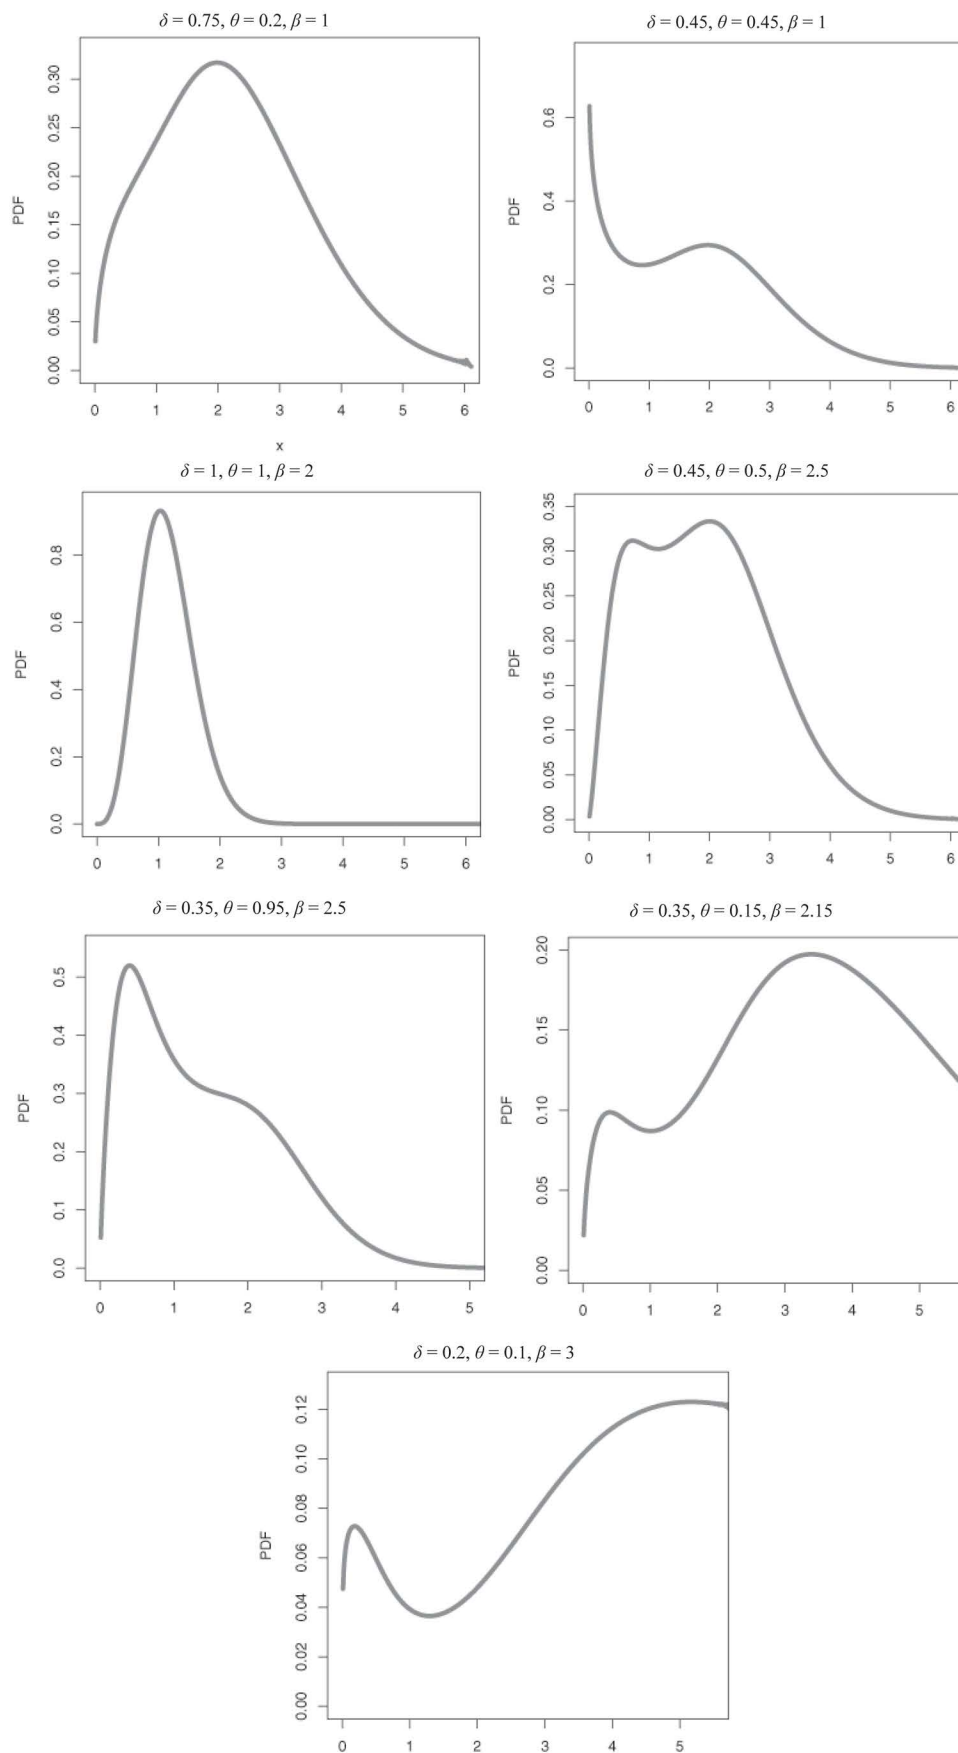 δ = 0.75, θ = 0.2, β = 1
PDF
0.30
0.25
0.20
0.15
0.10
0.05
0.00
0 1 2 3 4 5 6
x
δ = 0.45, θ = 0.45, β = 1
PDF
0.6
0.4
0.2
0.0
0 1 2 3 4 5 6
δ = 1, θ = 1, β = 2
PDF
0.8
0.6
0.4
0.2
0.0
0 1 2 3 4 5 6
δ = 0.45, θ = 0.5, β = 2.5
PDF
0.35
0.30
0.25
0.20
0.15
0.10
0.05
0.00
0 1 2 3 4 5 6
δ = 0.35, θ = 0.95, β = 2.5
PDF
0.5
0.4
0.3
0.2
0.1
0.0
0 1 2 3 4 5
δ = 0.35, θ = 0.15, β = 2.15
PDF
0.20
0.15
0.10
0.05
0.00
0 1 2 3 4 5
δ = 0.2, θ = 0.1, β = 3
PDF
0.12
0.10
0.08
0.06
0.04
0.02
0.00
0 1 2 3 4 5